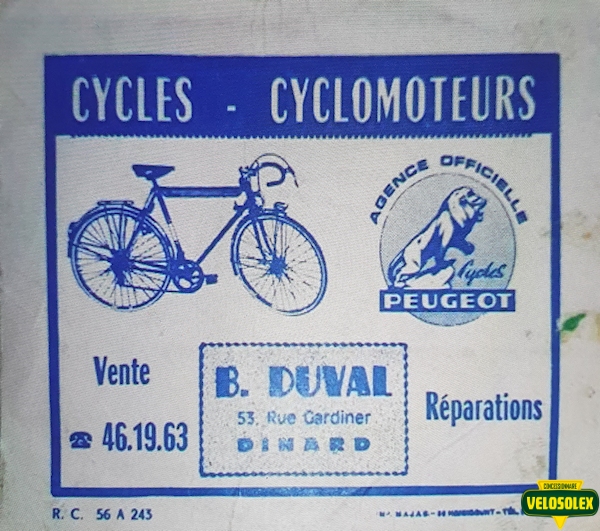 CYCLES - CYCLOMOTEURS
AGENCE OFFICIELLE
Cycles
PEUGEOT
Vente
☎ 46.19.63
B. DUVAL
53, Rue Gardiner
DINARD
Réparations
R. C. 56 A 243
CONCESSIONNAIRE
VELOSOLEX